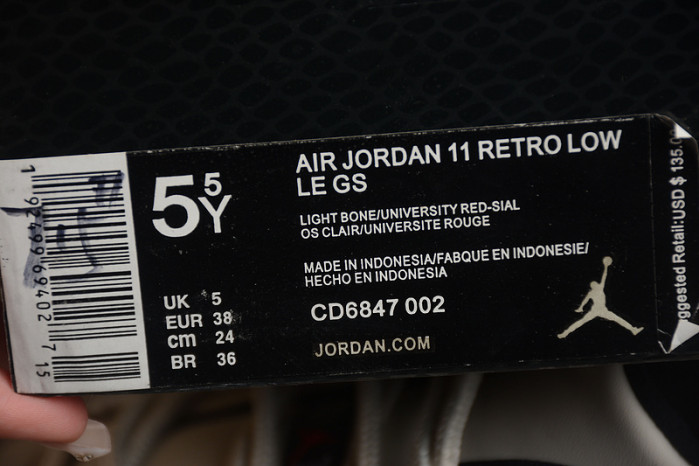 5 5
Y
AIR JORDAN 11 RETRO LOW
LE GS
LIGHT BONE/UNIVERSITY RED-SIAL
OS CLAIR/UNIVERSITE ROUGE
MADE IN INDONESIA/FABQUE EN INDONESIE/
HECHO EN INDONESIA
UK 5
EUR 38
cm 24
BR 36
CD6847 002
JORDAN.COM
ggested Retail:USD $ 135.0